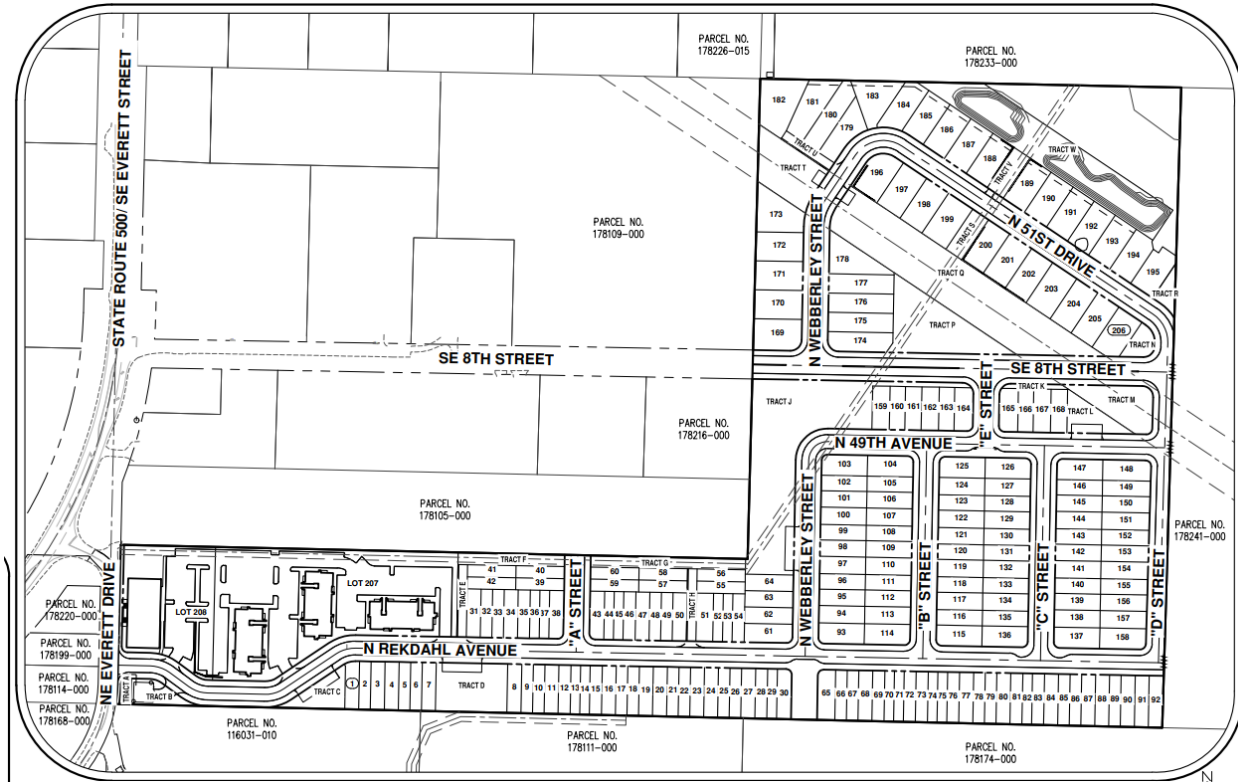 PARCEL NO.
178226-015
PARCEL NO.
178233-000
182
181
180
179
183
184
185
186
187
188
TRACT U
TRACT T
TRACT V
TRACT W
189
190
191
192
193
194
195
TRACT R
196
197
198
199
TRACT S
200
201
202
203
204
205
206
TRACT N
N 51ST DRIVE
TRACT Q
TRACT P
STATE ROUTE 500/ SE EVERETT STREET
PARCEL NO.
178109-000
173
172
171
170
169
N WEBBERLEY STREET
178
177
176
175
174
SE 8TH STREET
SE 8TH STREET
TRACT J
159 160 161 162 163 164
"E" STREET
TRACT K
165 166 167 168
TRACT L
TRACT M
PARCEL NO.
178216-000
N 49TH AVENUE
PARCEL NO.
178105-000
N WEBBERLEY STREET
103 104
102 105
101 106
100 107
99 108
98 109
97 110
96 111
95 112
94 113
93 114
"B" STREET
125 126
124 127
123 128
122 129
121 130
120 131
119 132
118 133
117 134
116 135
115 136
"C" STREET
147 148
146 149
145 150
144 151
143 152
142 153
141 154
140 155
139 156
138 157
137 158
"D" STREET
PARCEL NO.
178241-000
NE EVERETT DRIVE
PARCEL NO.
178220-000
PARCEL NO.
178199-000
PARCEL NO.
178114-000
PARCEL NO.
178168-000
LOT 208
LOT 207
TRACT E
TRACT F
41 40
42 39
31 32 33 34 35 36 37 38
"A" STREET
TRACT G
60 58
59 57
43 44 45 46 47 48 49 50
TRACT H
56
55
51 52 53 54
64
63
62
61
N REKDAHL AVENUE
TRACT A
TRACT B
TRACT C
1 2 3 4 5 6 7
TRACT D
8 9 10 11 12 13 14 15 16 17 18 19 20 21 22 23 24 25 26 27 28 29 30
65 66 67 68 69 70 71 72 73 74 75 76 77 78 79 80 81 82 83 84 85 86 87 88 89 90 91 92
PARCEL NO.
116031-010
PARCEL NO.
178111-000
PARCEL NO.
178174-000
N